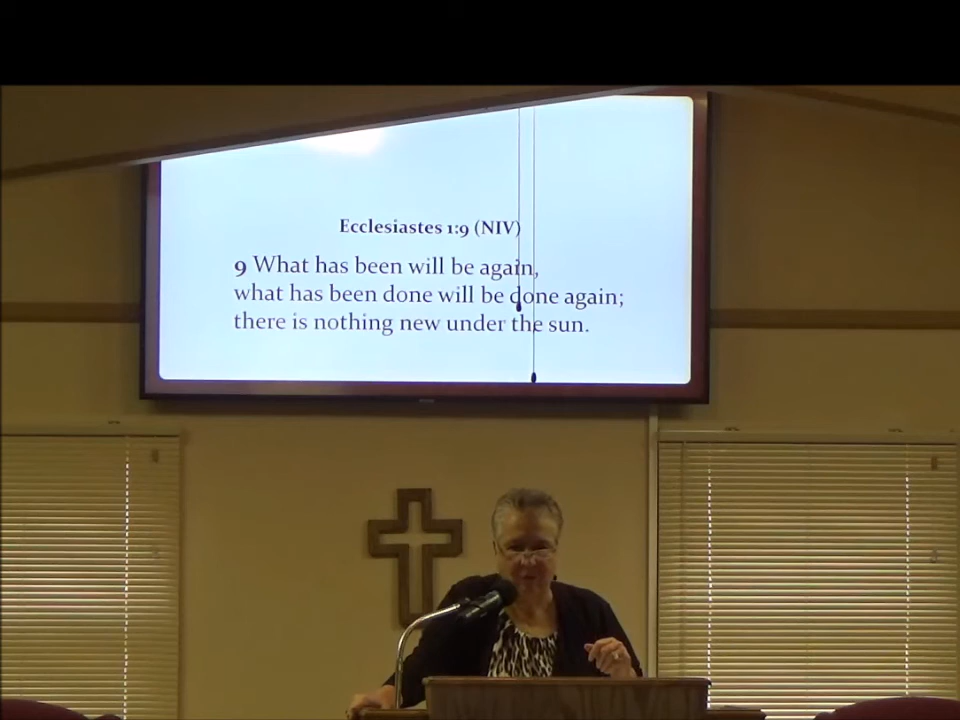 Ecclesiastes 1:9 (NIV)
9 What has been will be again,
what has been done will be done again;
there is nothing new under the sun.